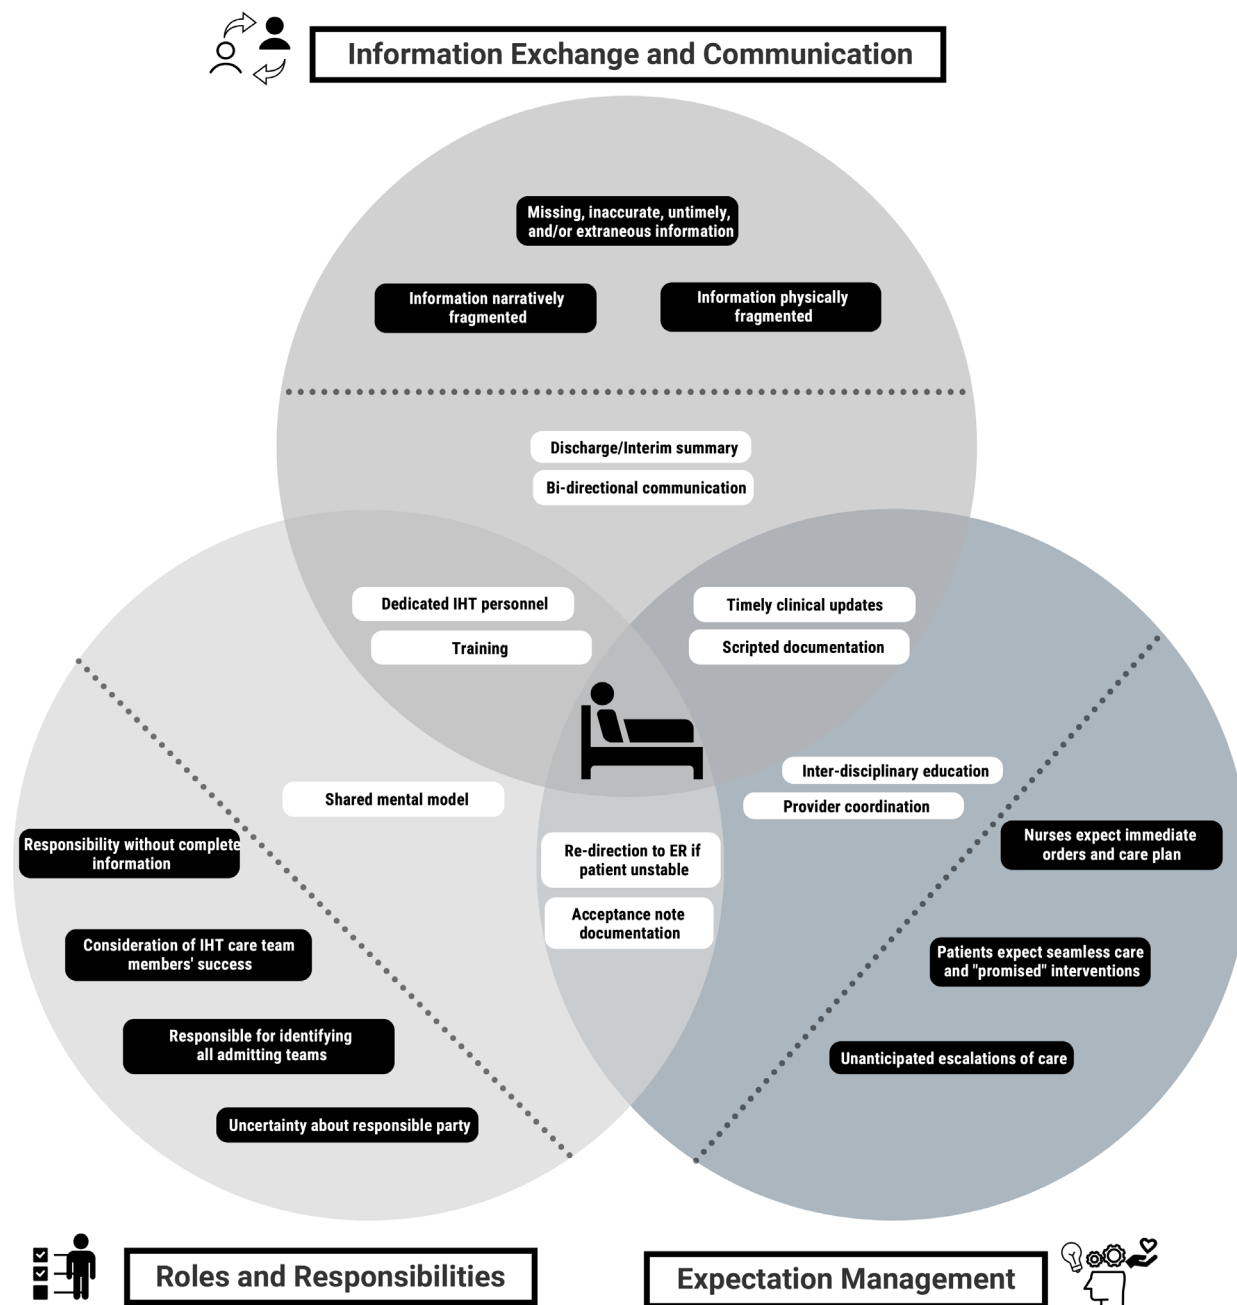 Information Exchange and Communication
Missing, inaccurate, untimely,
and/or extraneous information
Information narratively
fragmented
Information physically
fragmented
Discharge/Interim summary
Bi-directional communication
Dedicated IHT personnel
Training
Timely clinical updates
Scripted documentation
Shared mental model
Responsibility without complete
information
Consideration of IHT care team
members' success
Responsible for identifying
all admitting teams
Uncertainty about responsible party
Re-direction to ER if
patient unstable
Acceptance note
documentation
Inter-disciplinary education
Provider coordination
Nurses expect immediate
orders and care plan
Patients expect seamless care
and "promised" interventions
Unanticipated escalations of care
Roles and Responsibilities
Expectation Management